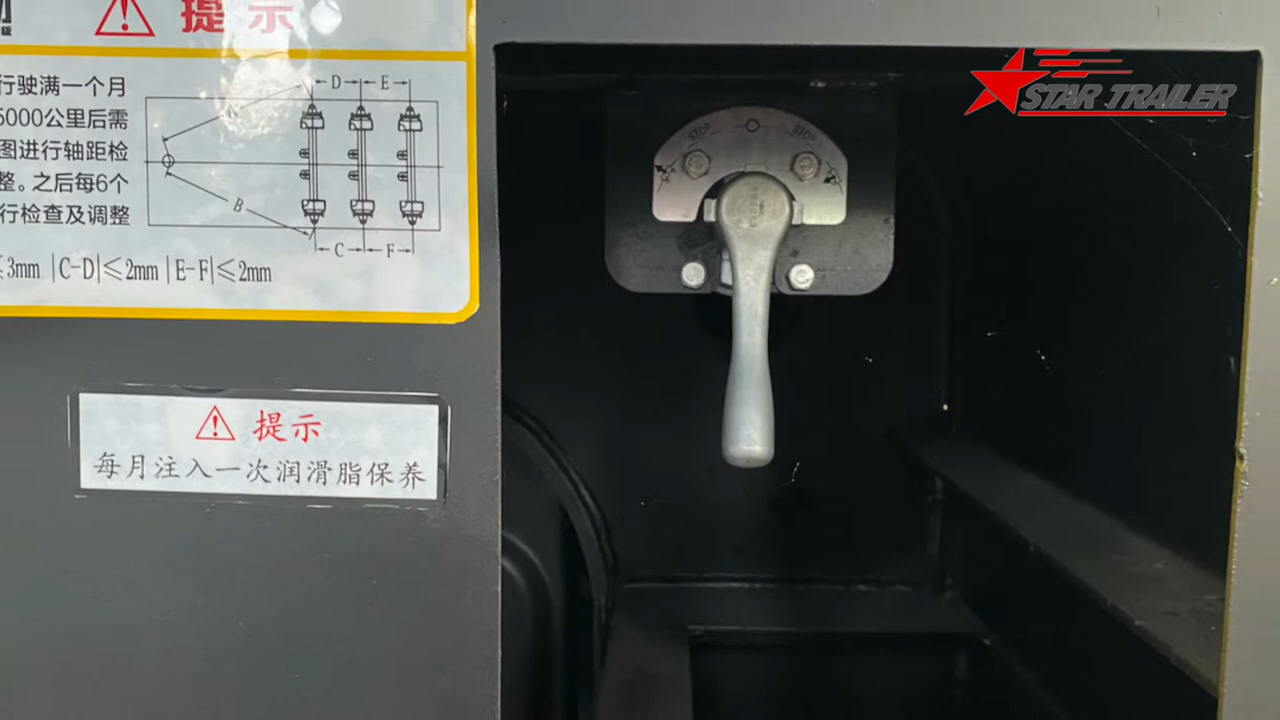 提示
STAR TRAILER
行驶满一个月
5000公里后需
图进行轴距检
整。之后每6个
行检查及调整
D E
B
C F
≤3mm |C-D|≤2mm |E-F|≤2mm
STOP STOP
提示
每月注入一次润滑脂保养